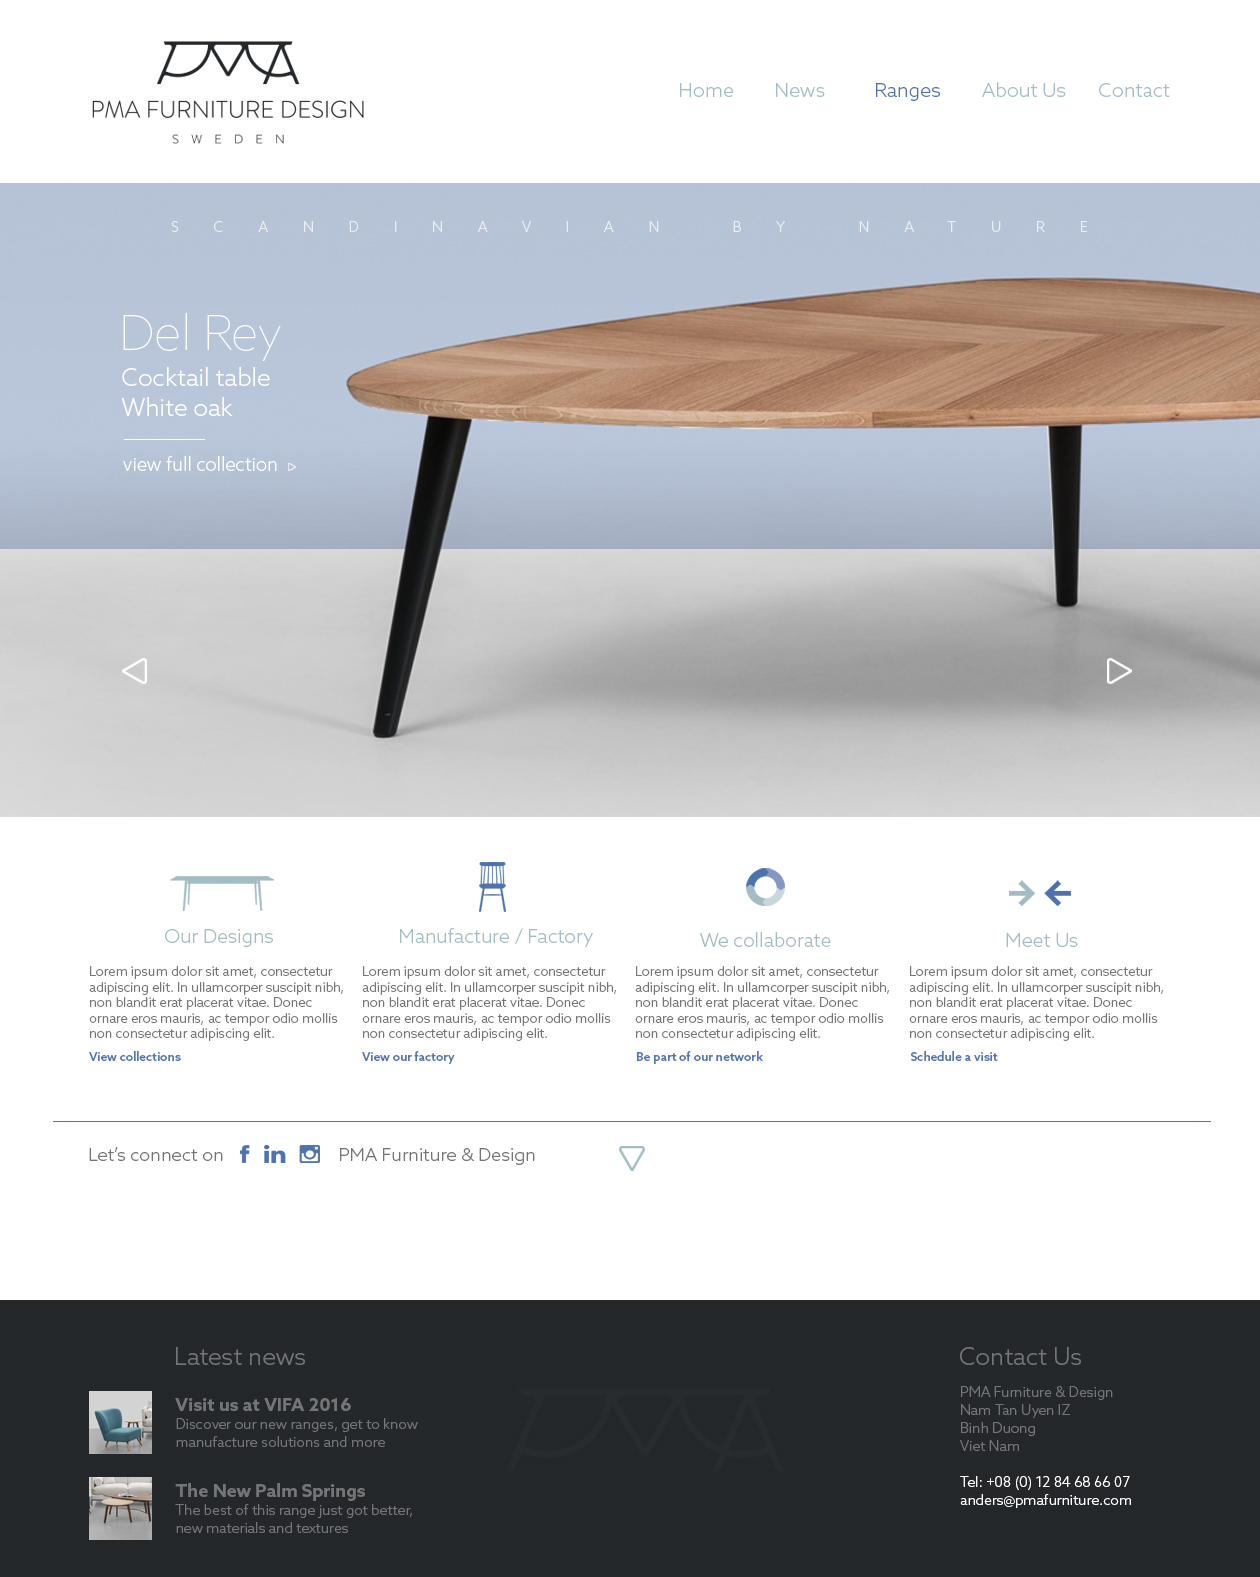 PMA
PMA FURNITURE DESIGN
SWEDEN
Home News Ranges About Us Contact
SCANDINAVIAN BY NATURE
Del Rey
Cocktail table
White oak
view full collection
Our Designs
Lorem ipsum dolor sit amet, consectetur
adipiscing elit. In ullamcorper suscipit nibh,
non blandit erat placerat vitae. Donec
ornare eros mauris, ac tempor odio mollis
non consectetur adipiscing elit.
View collections
Manufacture / Factory
Lorem ipsum dolor sit amet, consectetur
adipiscing elit. In ullamcorper suscipit nibh,
non blandit erat placerat vitae. Donec
ornare eros mauris, ac tempor odio mollis
non consectetur adipiscing elit.
View our factory
We collaborate
Lorem ipsum dolor sit amet, consectetur
adipiscing elit. In ullamcorper suscipit nibh,
non blandit erat placerat vitae. Donec
ornare eros mauris, ac tempor odio mollis
non consectetur adipiscing elit.
Be part of our network
Meet Us
Lorem ipsum dolor sit amet, consectetur
adipiscing elit. In ullamcorper suscipit nibh,
non blandit erat placerat vitae. Donec
ornare eros mauris, ac tempor odio mollis
non consectetur adipiscing elit.
Schedule a visit
Let’s connect on f in PMA Furniture & Design
Latest news
Visit us at VIFA 2016
Discover our new ranges, get to know
manufacture solutions and more
The New Palm Springs
The best of this range just got better,
new materials and textures
PMA
Contact Us
PMA Furniture & Design
Nam Tan Uyen IZ
Binh Duong
Viet Nam
Tel: +08 (0) 12 84 68 66 07
anders@pmafurniture.com